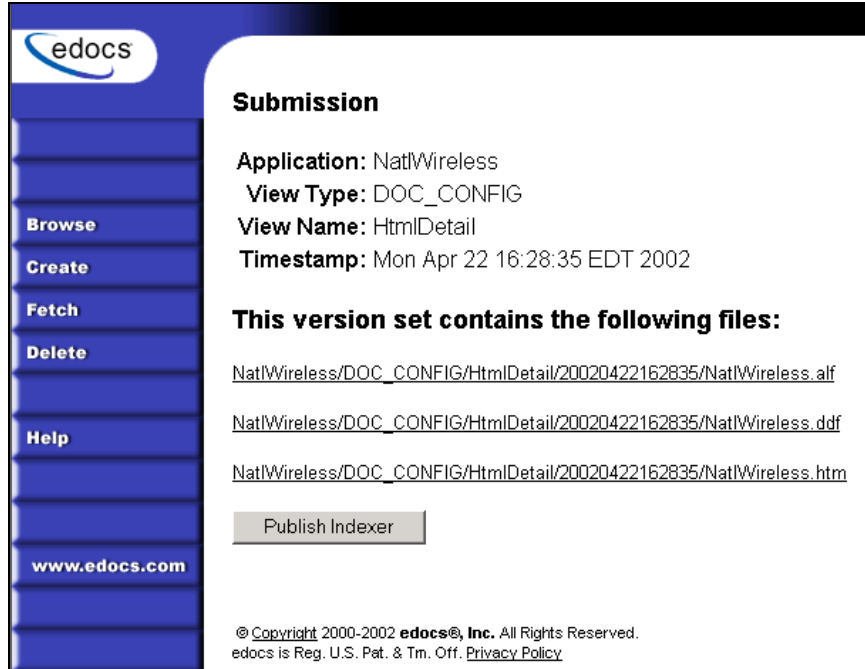 edocs
Browse
Create
Fetch
Delete
Help
www.edocs.com
Submission
Application: NatlWireless
View Type: DOC_CONFIG
View Name: HtmlDetail
Timestamp: Mon Apr 22 16:28:35 EDT 2002
This version set contains the following files:
NatlWireless/DOC_CONFIG/HtmlDetail/20020422162835/NatlWireless.alf
NatlWireless/DOC_CONFIG/HtmlDetail/20020422162835/NatlWireless.ddf
NatlWireless/DOC_CONFIG/HtmlDetail/20020422162835/NatlWireless.htm
Publish Indexer
© Copyright 2000-2002 edocs®, Inc. All Rights Reserved.
edocs is Reg. U.S. Pat. & Tm. Off. Privacy Policy